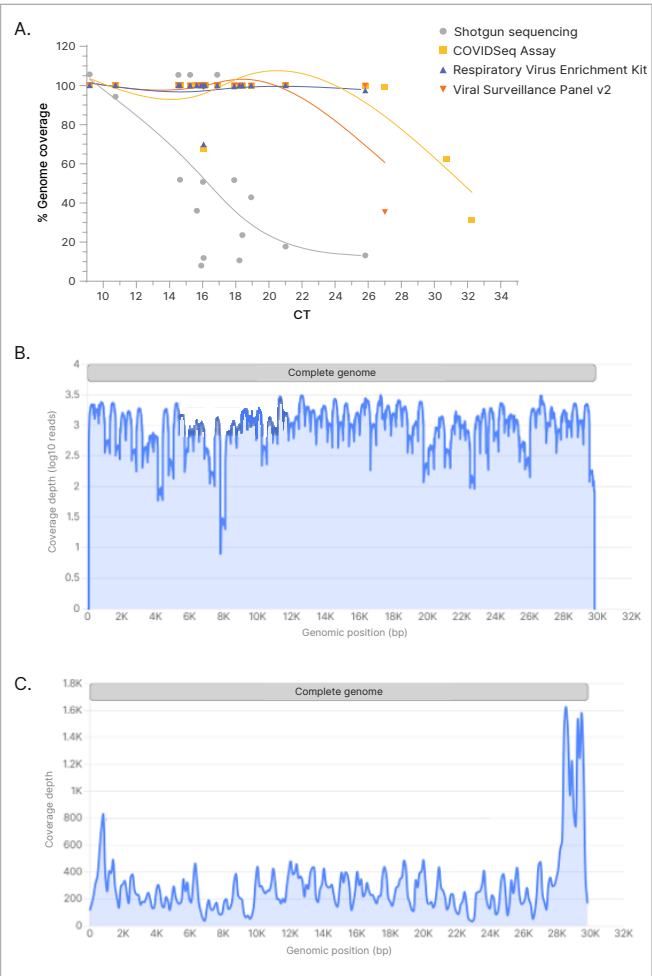 A.
Shotgun sequencing
COVIDSeq Assay
Respiratory Virus Enrichment Kit
Viral Surveillance Panel v2
% Genome coverage
120
100
80
60
40
20
0
10 12 14 16 18 20 22 24 26 28 30 32 34
CT
B.
Complete genome
Coverage depth (log10 reads)
4
3.5
3
2.5
2
1.5
1
0.5
0
0 2K 4K 6K 8K 10K 12K 14K 16K 18K 20K 22K 24K 26K 28K 30K 32K
Genomic position (bp)
C.
Complete genome
Coverage depth
1.8K
1.6K
1.4K
1.2K
1K
800
600
400
200
0
0 2K 4K 6K 8K 10K 12K 14K 16K 18K 20K 22K 24K 26K 28K 30K 32K
Genomic position (bp)